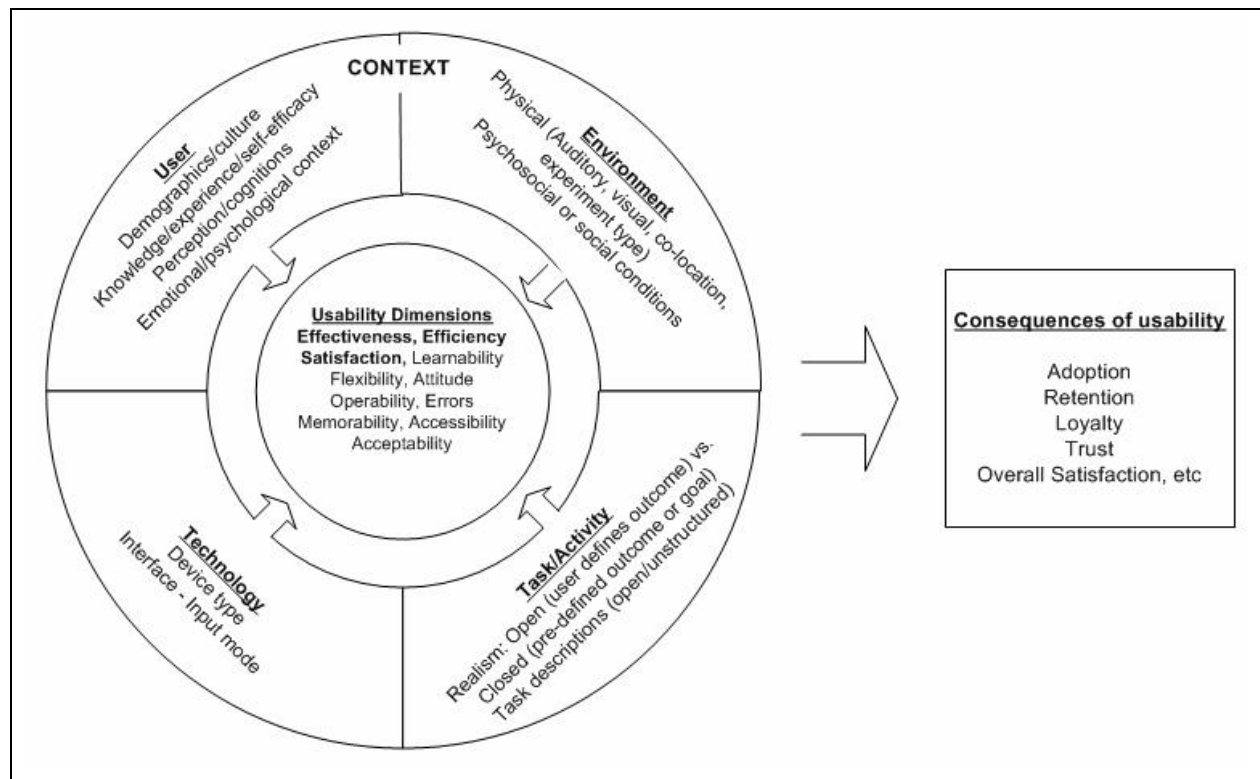 CONTEXT
User
Demographics/culture
Knowledge/experience/self-efficacy
Perception/cognitions
Emotional/psychological context
Environment
Physical (Auditory, visual, co-location,
experiment type)
Psychosocial or social conditions
Usability Dimensions
Effectiveness, Efficiency
Satisfaction, Learnability
Flexibility, Attitude
Operability, Errors
Memorability, Accessibility
Acceptability
Technology
Device type
Interface - Input mode
Task/Activity
Realism: Open (user defines outcome) vs.
Closed (pre-defined outcome or goal)
Task descriptions (open/unstructured)
Consequences of usability
Adoption
Retention
Loyalty
Trust
Overall Satisfaction, etc